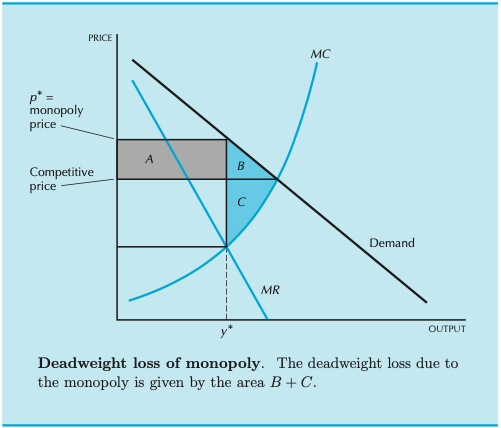 PRICE
MC
p* =
monopoly
price
A
B
Competitive
price
C
Demand
MR
y*
OUTPUT
Deadweight loss of monopoly. The deadweight loss due to
the monopoly is given by the area B + C.